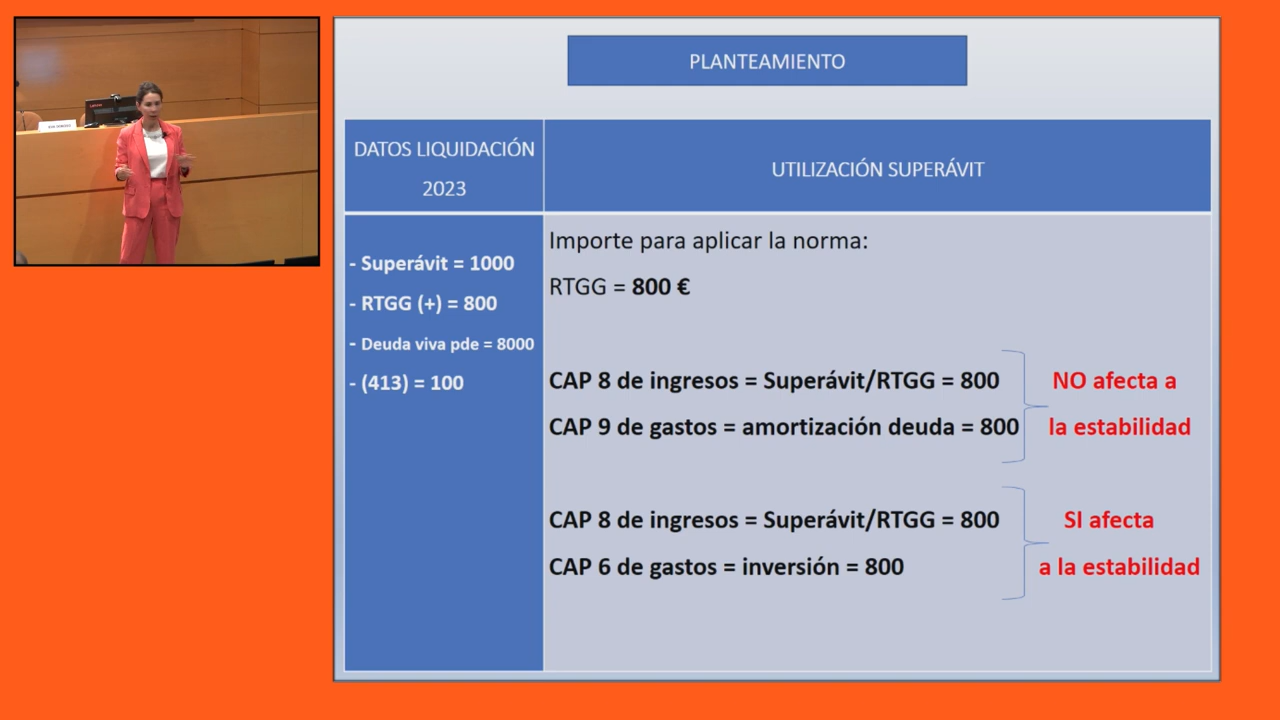 PLANTEAMIENTO
DATOS LIQUIDACIÓN
2023
UTILIZACIÓN SUPERÁVIT
- Superávit = 1000
- RTGG (+) = 800
- Deuda viva pde = 8000
- (413) = 100
Importe para aplicar la norma:
RTGG = 800 €
CAP 8 de ingresos = Superávit/RTGG = 800
CAP 9 de gastos = amortización deuda = 800
NO afecta a
la estabilidad
CAP 8 de ingresos = Superávit/RTGG = 800
CAP 6 de gastos = inversión = 800
SI afecta
a la estabilidad